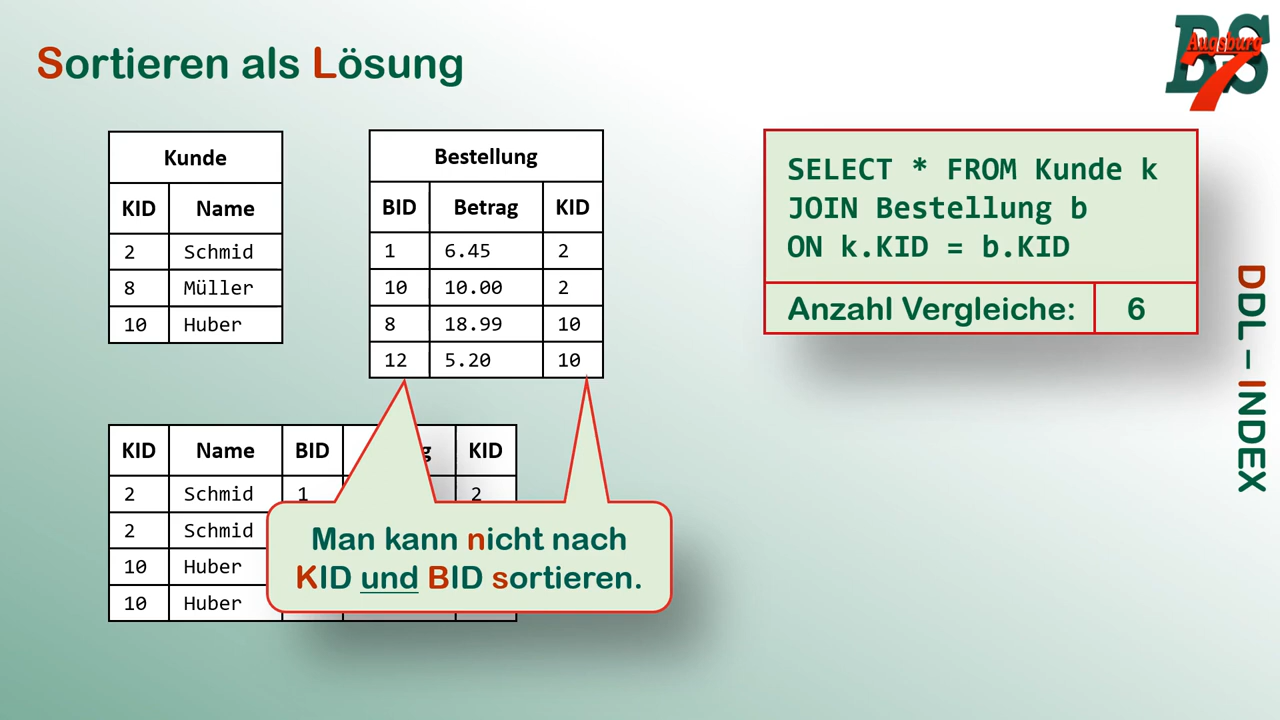 Sortieren als Lösung
BS
Augsburg
7
Kunde
KID Name
2 Schmid
8 Müller
10 Huber
Bestellung
BID Betrag KID
1 6.45 2
10 10.00 2
8 18.99 10
12 5.20 10
SELECT * FROM Kunde k
JOIN Bestellung b
ON k.KID = b.KID
Anzahl Vergleiche: 6
DDL – INDEX
KID Name BID g KID
2 Schmid 1 2
2 Schmid
10 Huber
10 Huber
Man kann nicht nach
KID und BID sortieren.